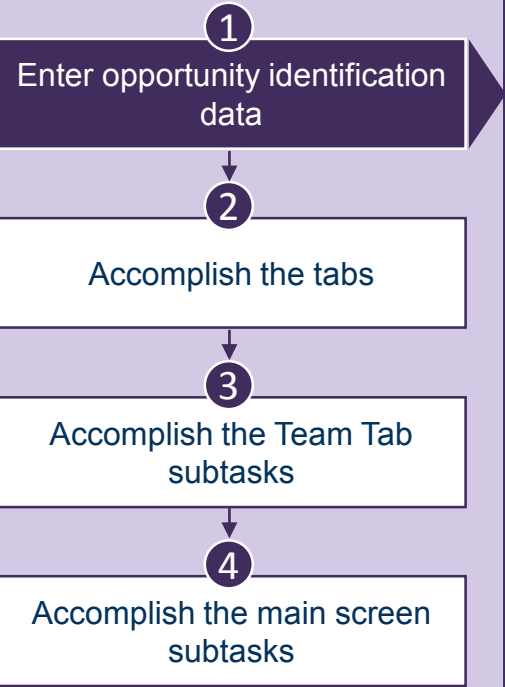 1
Enter opportunity identification
data
2
Accomplish the tabs
3
Accomplish the Team Tab
subtasks
4
Accomplish the main screen
subtasks